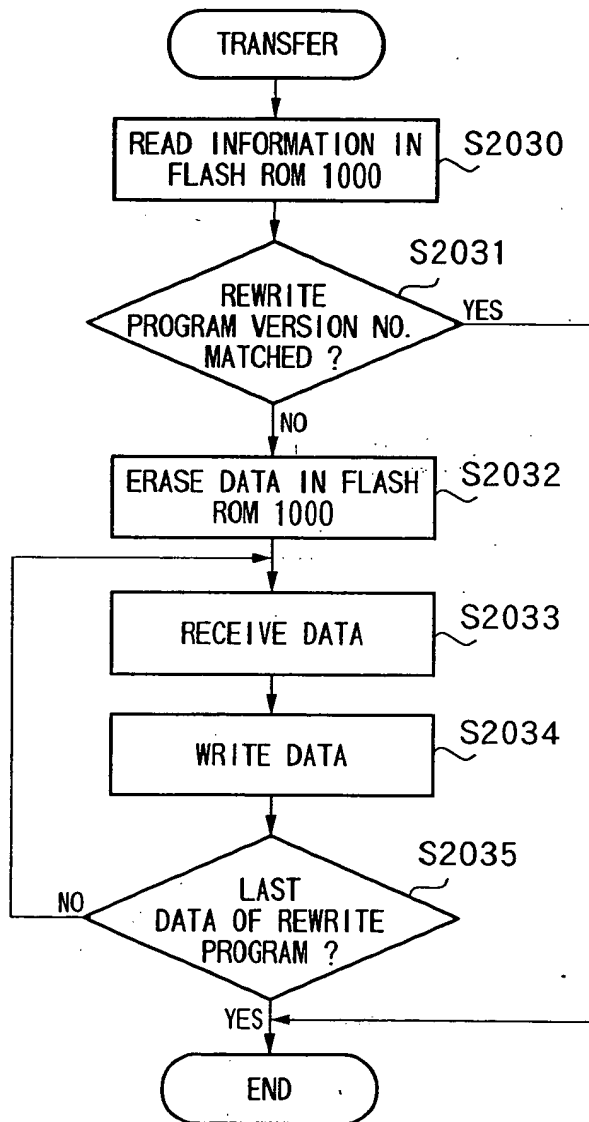 TRANSFER
READ INFORMATION IN
FLASH ROM 1000
S2030
S2031
REWRITE
PROGRAM VERSION NO.
MATCHED ?
YES
NO
ERASE DATA IN FLASH
ROM 1000
S2032
RECEIVE DATA
S2033
WRITE DATA
S2034
S2035
LAST
DATA OF REWRITE
PROGRAM ?
NO
YES
END